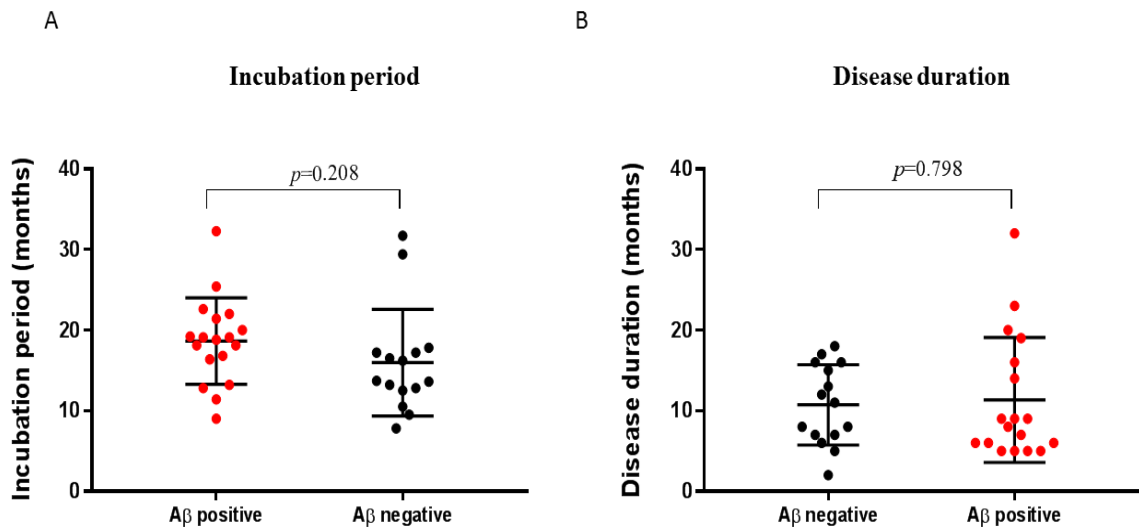 A
Incubation period
p=0.208
Incubation period (months)
40
30
20
10
0
Aβ positive
Aβ negative
B
Disease duration
p=0.798
Disease duration (months)
40
30
20
10
0
Aβ negative
Aβ positive